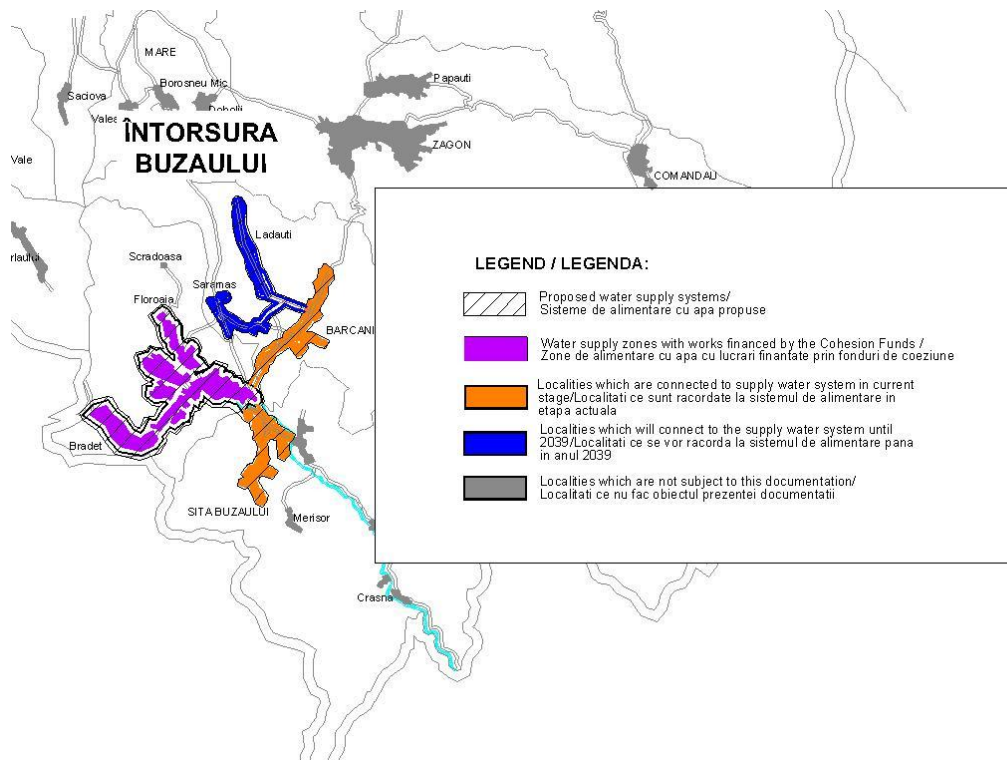 MARE
Borosneu Mic
Papauti
Saciova
ÎNTORSURA
BUZAULUI
ZAGON
Vale
COMANDAU
Ladauti
Scradoasa
Saramas
Floroaia
BARCANI
Bradet
SITA BUZAULUI
Merisor
Crasna
LEGEND / LEGENDA:
Proposed water supply systems/
Sisteme de alimentare cu apa propuse
Water supply zones with works financed by the Cohesion Funds /
Zone de alimentare cu apa cu lucrari finantate prin fonduri de coeziune
Localities which are connected to supply water system in current
stage/Localitati ce sunt racordate la sistemul de alimentare in
etapa actuala
Localities which will connect to the supply water system until
2039/Localitati ce se vor racorda la sistemul de alimentare pana
in anul 2039
Localities which are not subject to this documentation/
Localitati ce nu fac obiectul prezentei documentatii